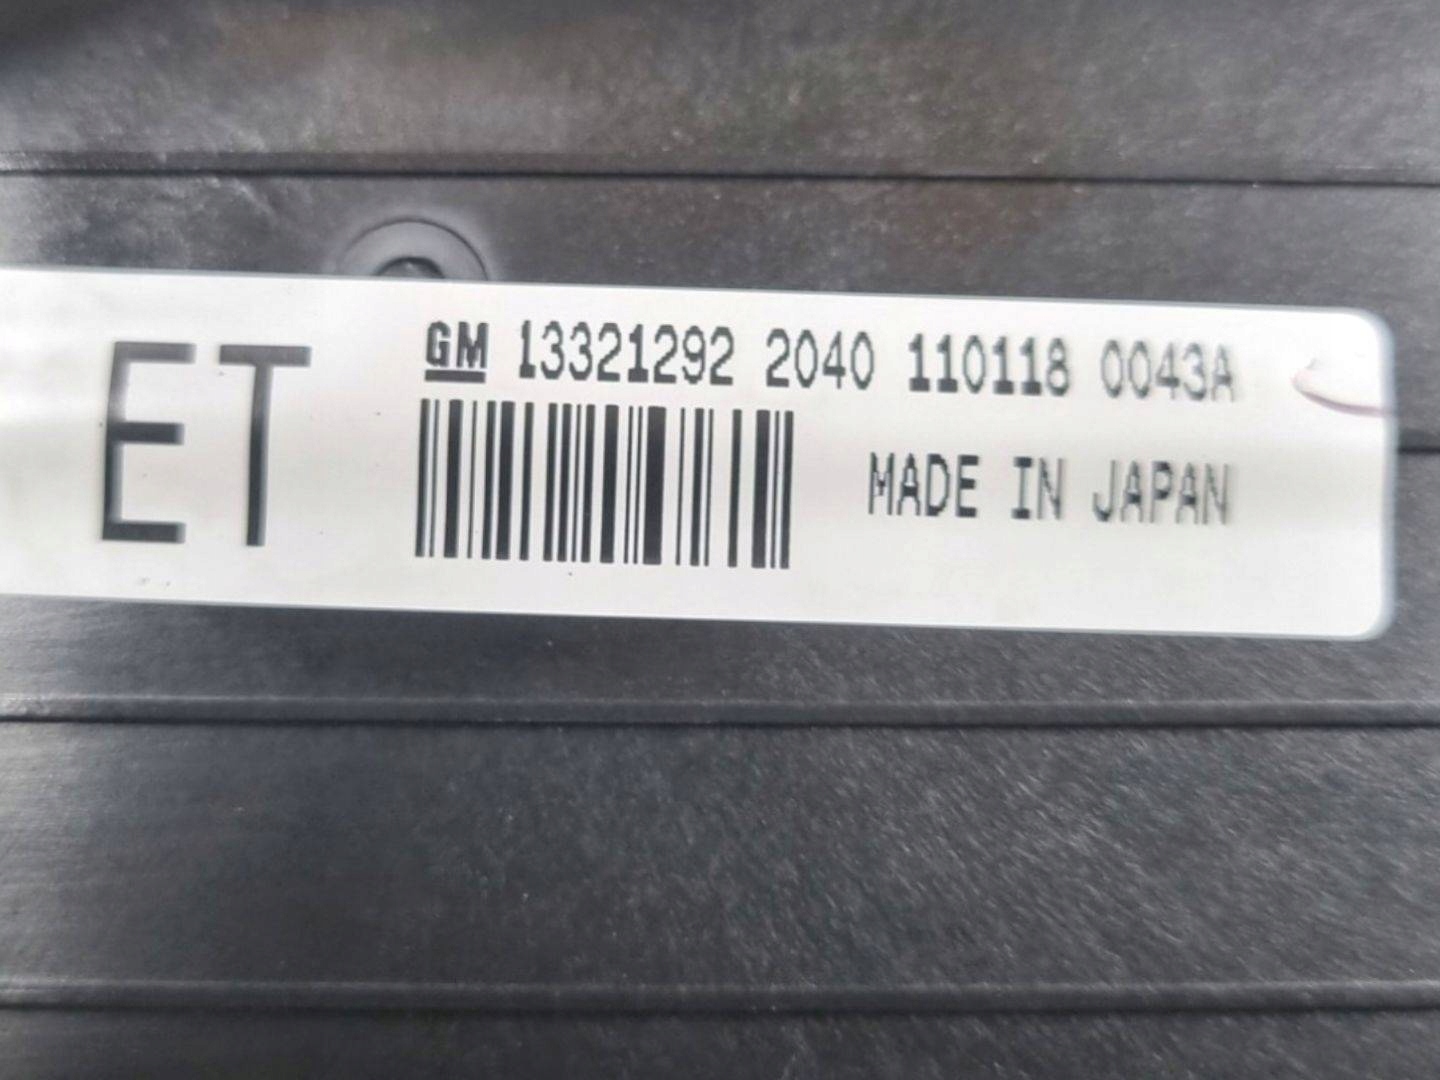 ET
GM 13321292 2040 110118 0043A
MADE IN JAPAN